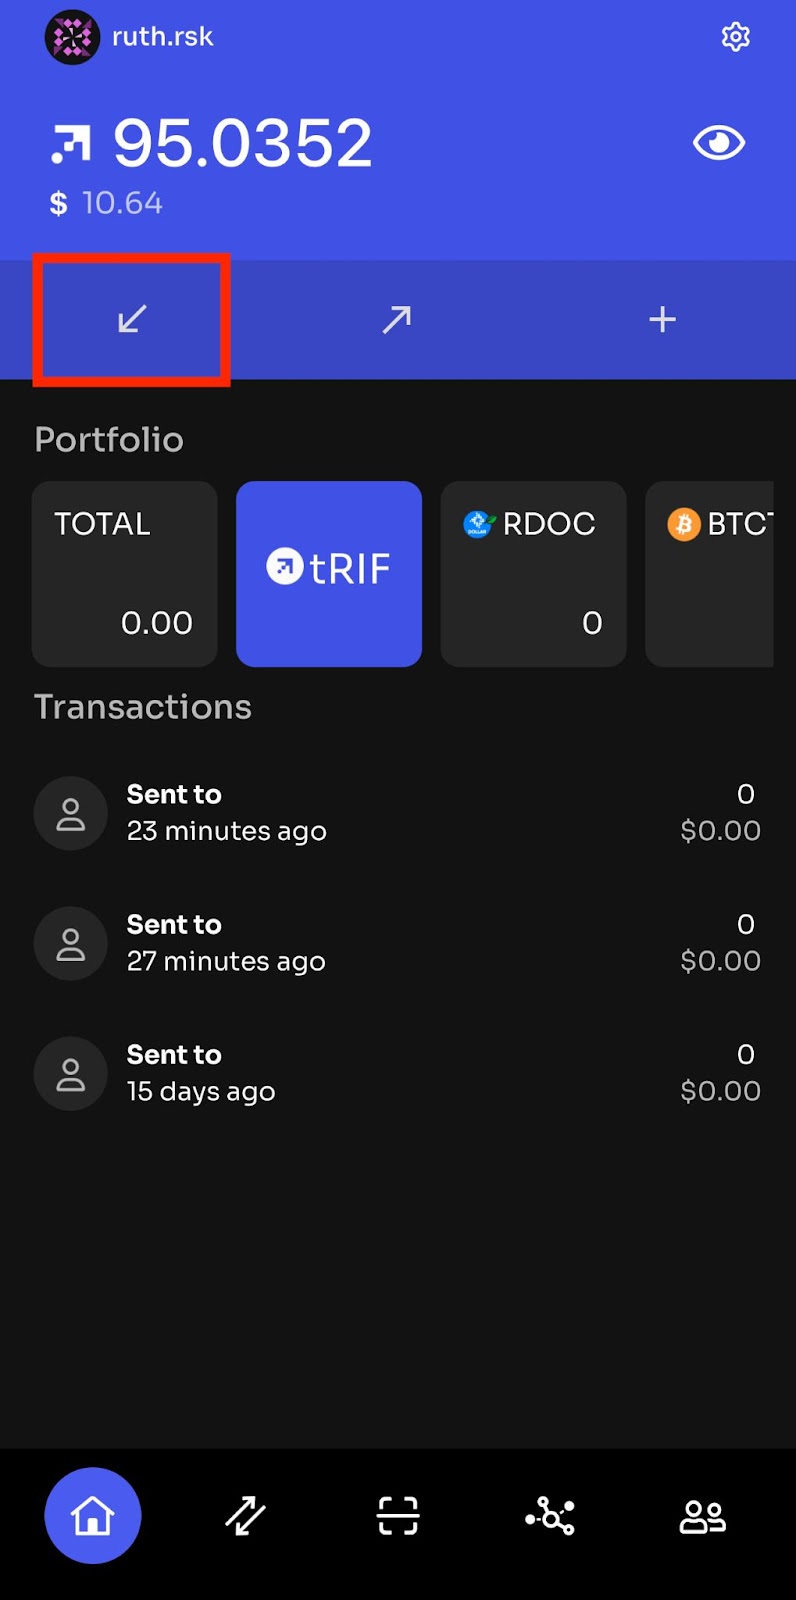 ruth.rsk
95.0352
$ 10.64
Portfolio
TOTAL
0.00
tRIF
RDOC
0
Transactions
Sent to
0
23 minutes ago
$0.00
Sent to
0
27 minutes ago
$0.00
Sent to
0
15 days ago
$0.00